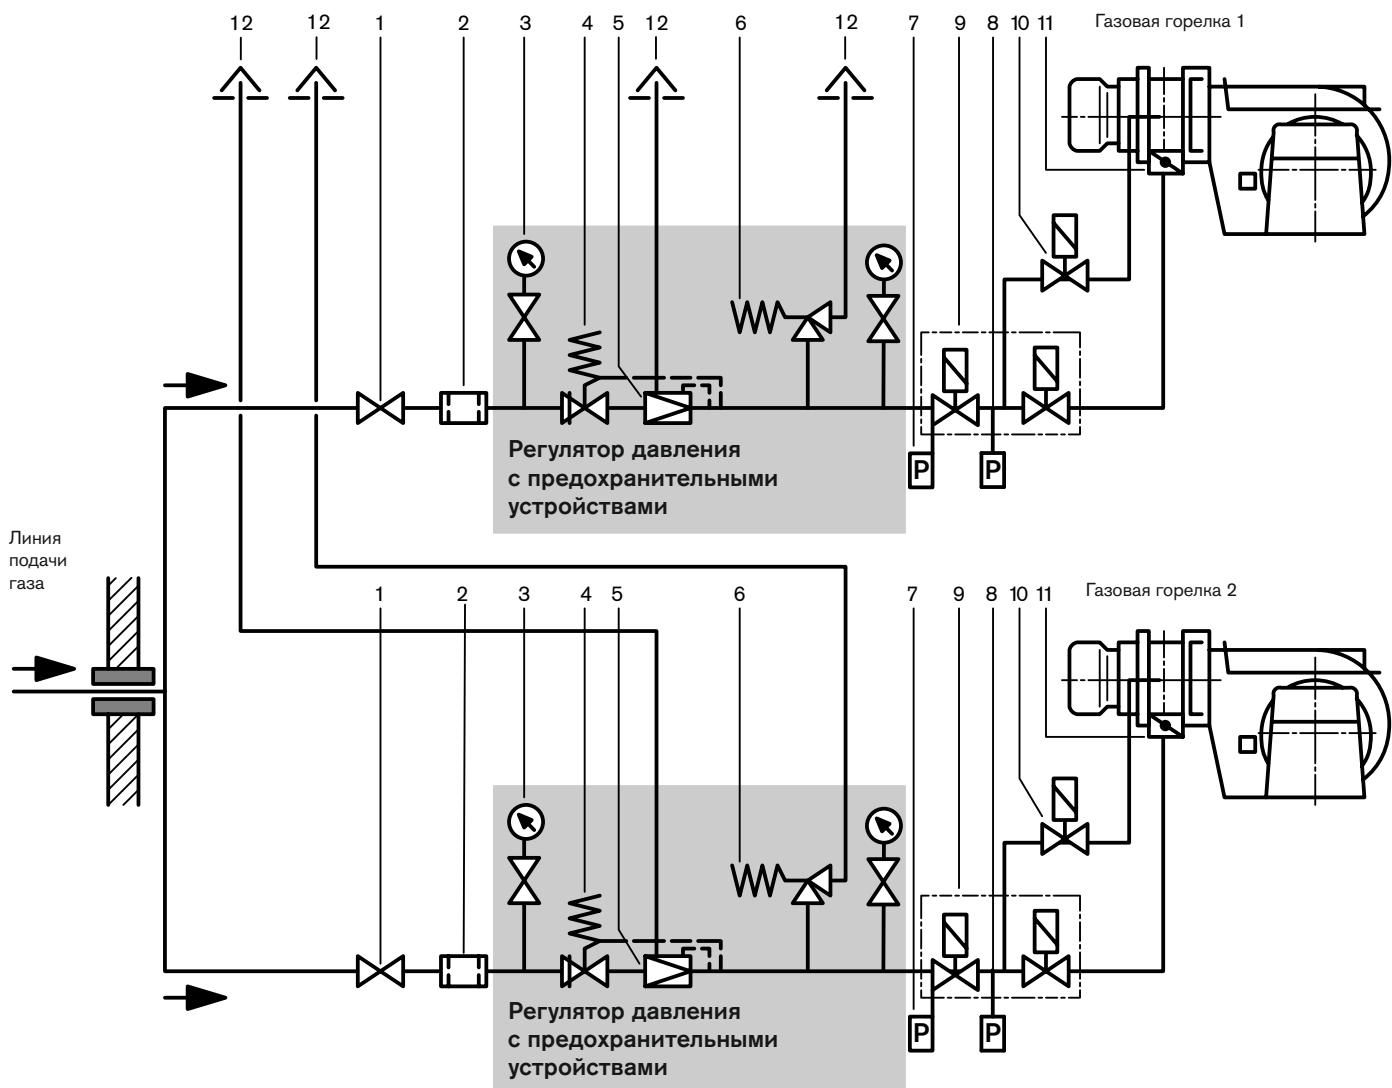 12 12 1 2 3 4 5 12 6 12 7 9 8 10 11 Газовая горелка 1
Регулятор давления
с предохранительными
устройствами
P P
Линия
подачи
газа
1 2 3 4 5 6 7 9 8 10 11 Газовая горелка 2
Регулятор давления
с предохранительными
устройствами
P P